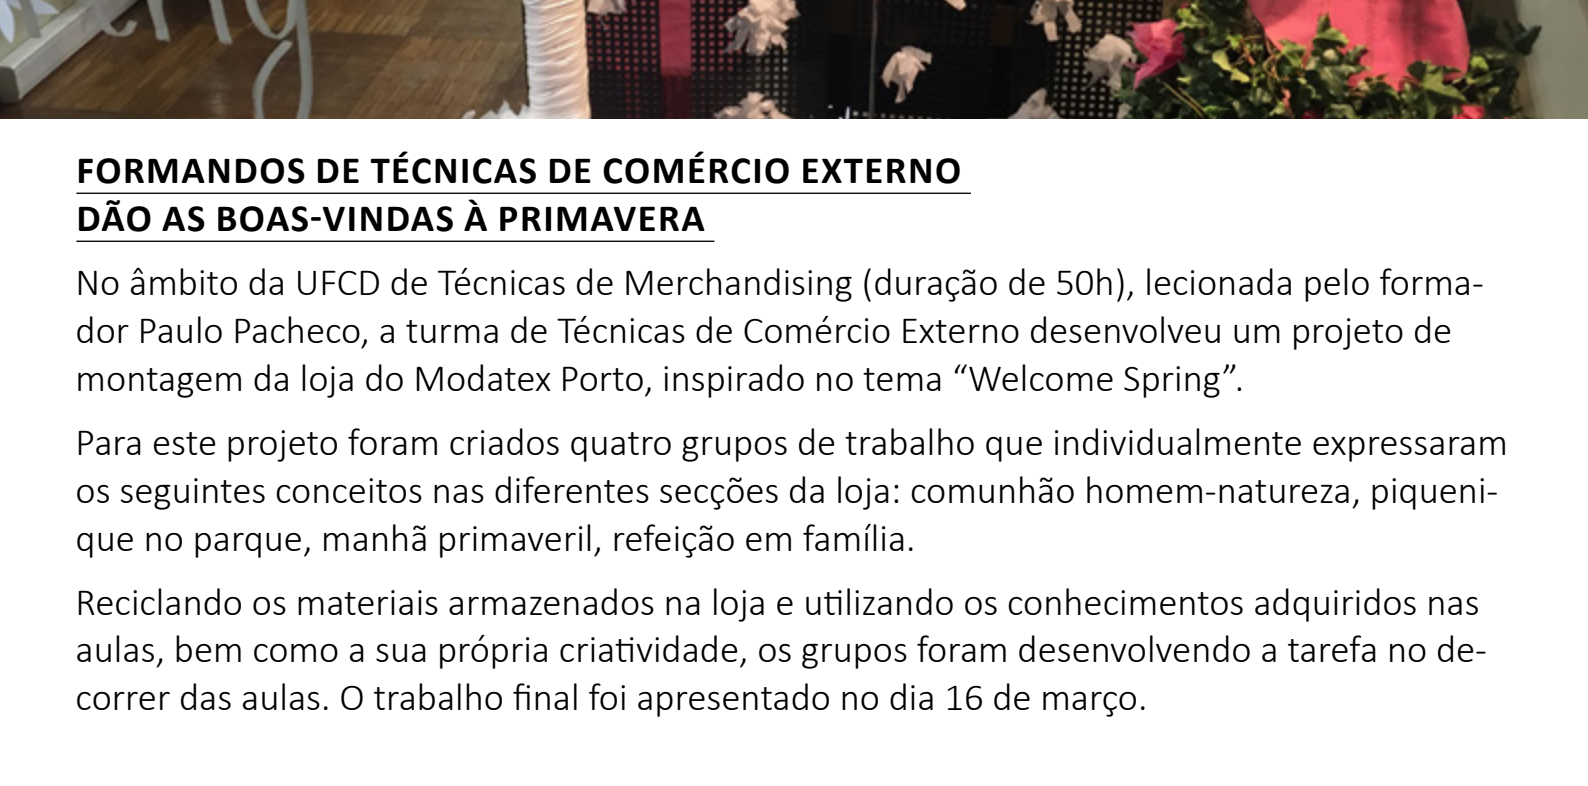 FORMANDOS DE TÉCNICAS DE COMÉRCIO EXTERNO
DÃO AS BOAS-VINDAS À PRIMAVERA
No âmbito da UFCD de Técnicas de Merchandising (duração de 50h), lecionada pelo forma-
dor Paulo Pacheco, a turma de Técnicas de Comércio Externo desenvolveu um projeto de
montagem da loja do Modatex Porto, inspirado no tema “Welcome Spring”.
Para este projeto foram criados quatro grupos de trabalho que individualmente expressaram
os seguintes conceitos nas diferentes secções da loja: comunhão homem-natureza, piqueni-
que no parque, manhã primaveril, refeição em família.
Reciclando os materiais armazenados na loja e utilizando os conhecimentos adquiridos nas
aulas, bem como a sua própria criatividade, os grupos foram desenvolvendo a tarefa no de-
correr das aulas. O trabalho final foi apresentado no dia 16 de março.